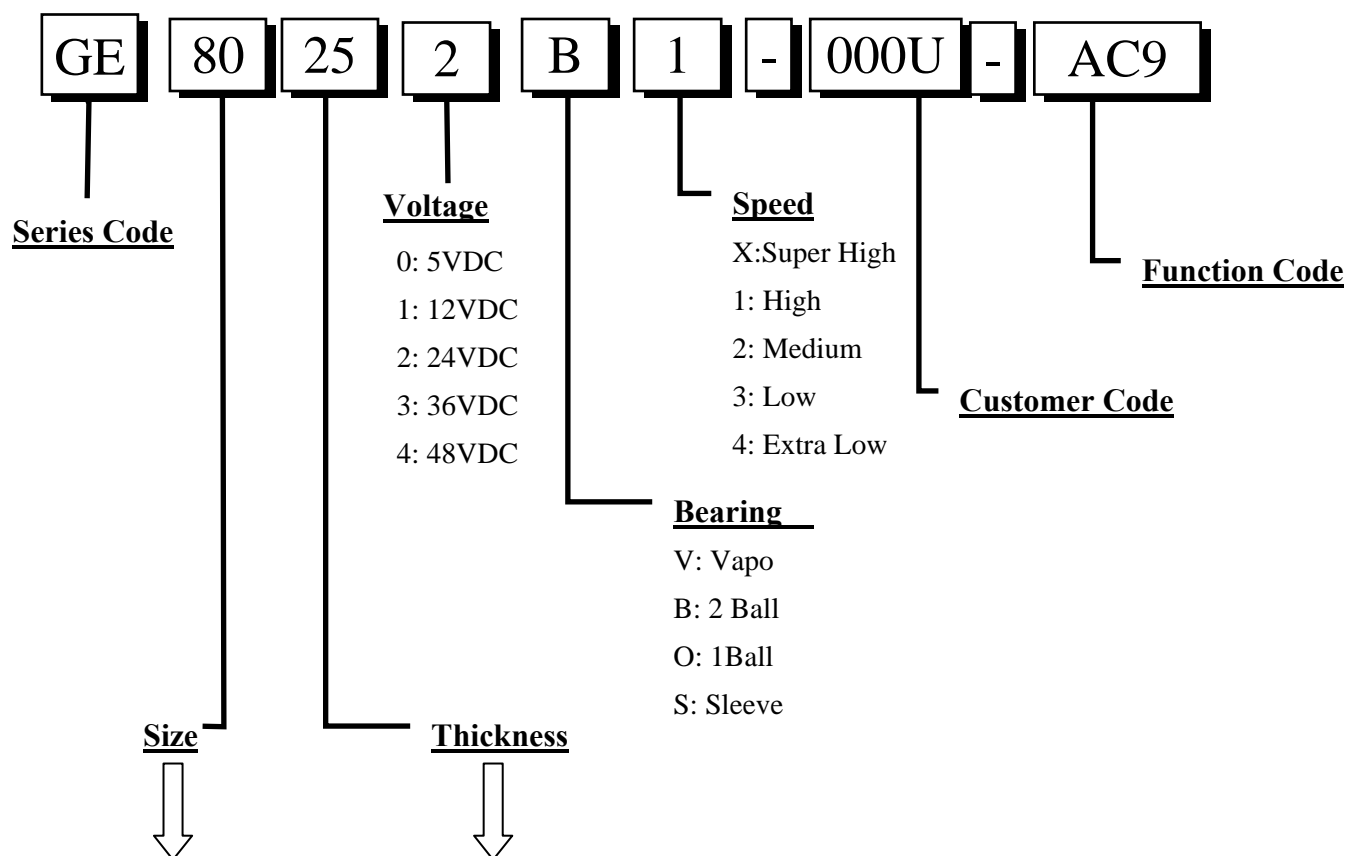 GE 80 25 2 B 1 - 000U - AC9
Series Code
Voltage
0: 5VDC
1: 12VDC
2: 24VDC
3: 36VDC
4: 48VDC
Speed
X:Super High
1: High
2: Medium
3: Low
4: Extra Low
Function Code
Customer Code
Bearing
V: Vapo
B: 2 Ball
O: 1Ball
S: Sleeve
Size
Thickness